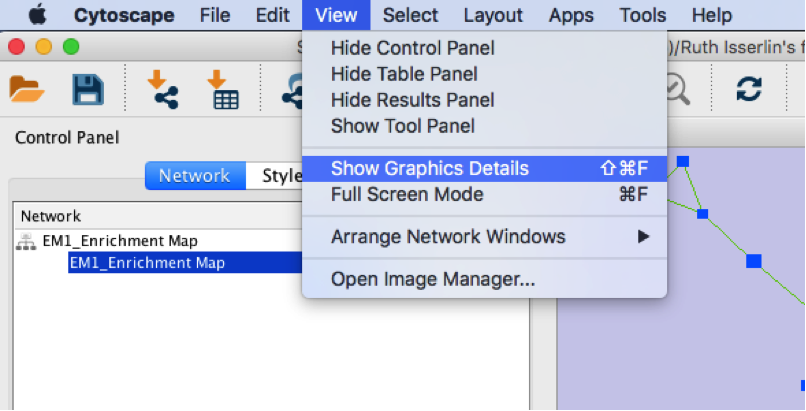 Cytoscape File Edit View Select Layout Apps Tools Help
S )/Ruth Isserlin's f
Hide Control Panel
Hide Table Panel
Hide Results Panel
Show Tool Panel
Show Graphics Details ⇧⌘F
Full Screen Mode ⌘F
Arrange Network Windows ▶
Open Image Manager...
Control Panel
Network Style
Network
EM1_Enrichment Map
EM1_Enrichment Map